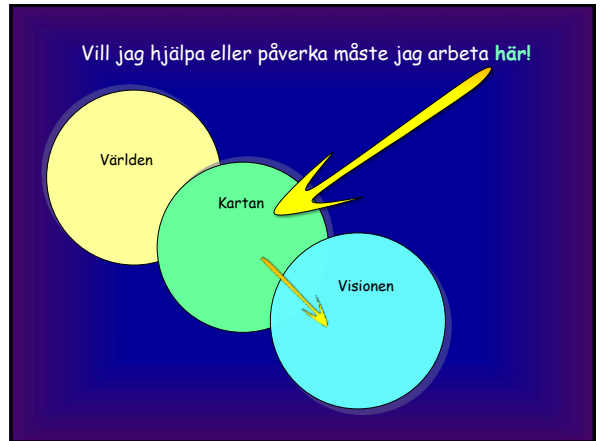 Vill jag hjälpa eller påverka måste jag arbeta här!
Världen
Kartan
Visionen